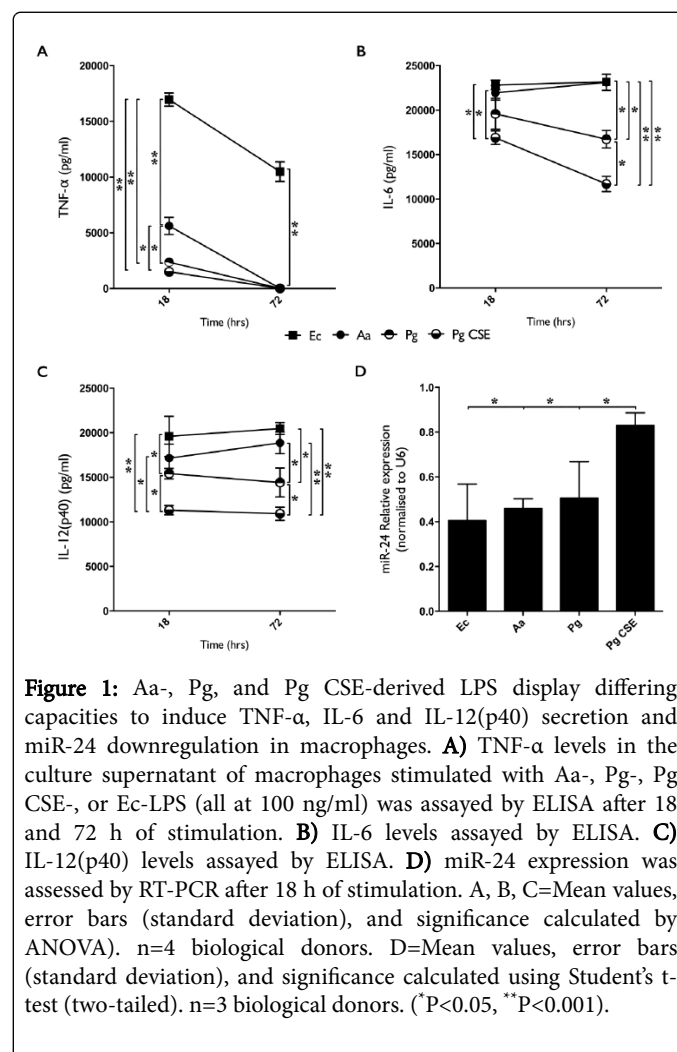 A
B
20000
15000
10000
5000
0
TNF-α (pg/ml)
** ** ** * * **
18
72
Time (hrs)
25000
20000
15000
10000
5000
0
IL-6 (pg/ml)
* * * * * ** **
18
72
Time (hrs)
Ec Aa Pg Pg CSE
C
D
25000
20000
15000
10000
5000
0
IL-12(p40) (pg/ml)
** * * * * * * ** **
18
72
Time (hrs)
1.0
0.8
0.6
0.4
0.2
0.0
miR-24 Relative expression
(normalised to U6)
* * *
Ec
Aa
Pg
Pg CSE
Figure 1: Aa-, Pg, and Pg CSE-derived LPS display differing
capacities to induce TNF-α, IL-6 and IL-12(p40) secretion and
miR-24 downregulation in macrophages. A) TNF-α levels in the
culture supernatant of macrophages stimulated with Aa-, Pg-, Pg
CSE-, or Ec-LPS (all at 100 ng/ml) was assayed by ELISA after 18
and 72 h of stimulation. B) IL-6 levels assayed by ELISA. C)
IL-12(p40) levels assayed by ELISA. D) miR-24 expression was
assessed by RT-PCR after 18 h of stimulation. A, B, C=Mean values,
error bars (standard deviation), and significance calculated by
ANOVA). n=4 biological donors. D=Mean values, error bars
(standard deviation), and significance calculated using Student's t-
test (two-tailed). n=3 biological donors. (*P<0.05, **P<0.001).